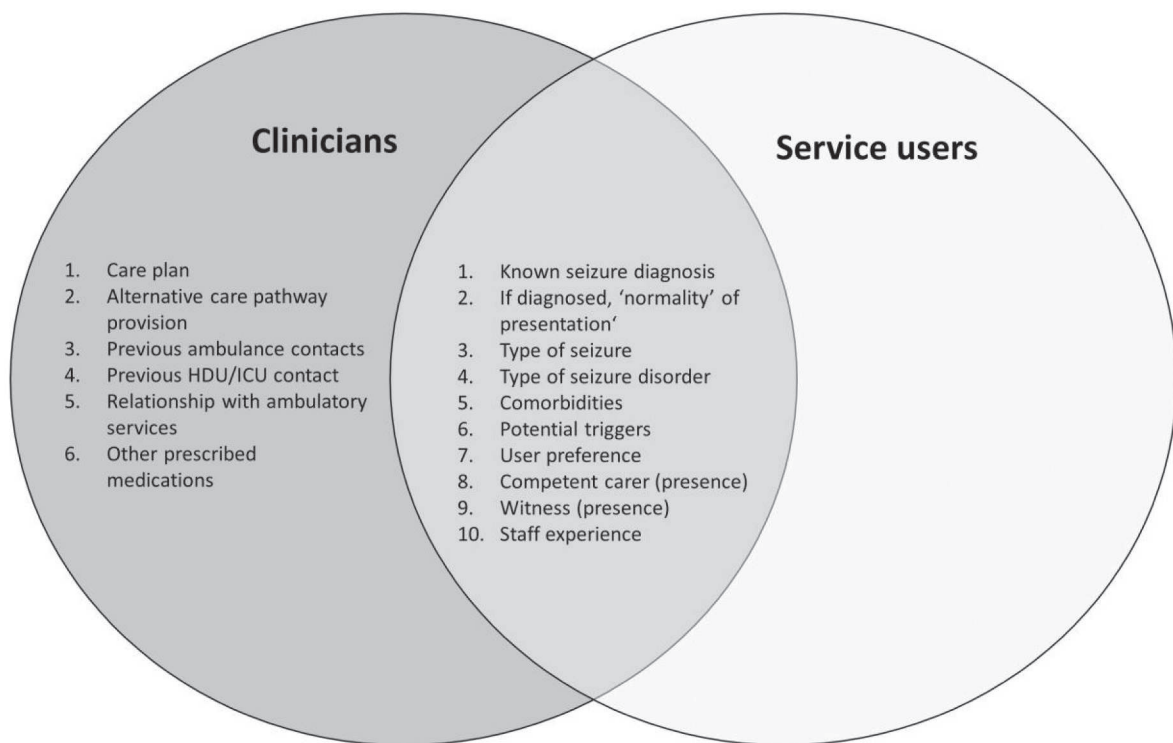 Clinicians
Service users
1. Care plan
2. Alternative care pathway
provision
3. Previous ambulance contacts
4. Previous HDU/ICU contact
5. Relationship with ambulatory
services
6. Other prescribed
medications
1. Known seizure diagnosis
2. If diagnosed, ‘normality’ of
presentation‘
3. Type of seizure
4. Type of seizure disorder
5. Comorbidities
6. Potential triggers
7. User preference
8. Competent carer (presence)
9. Witness (presence)
10. Staff experience